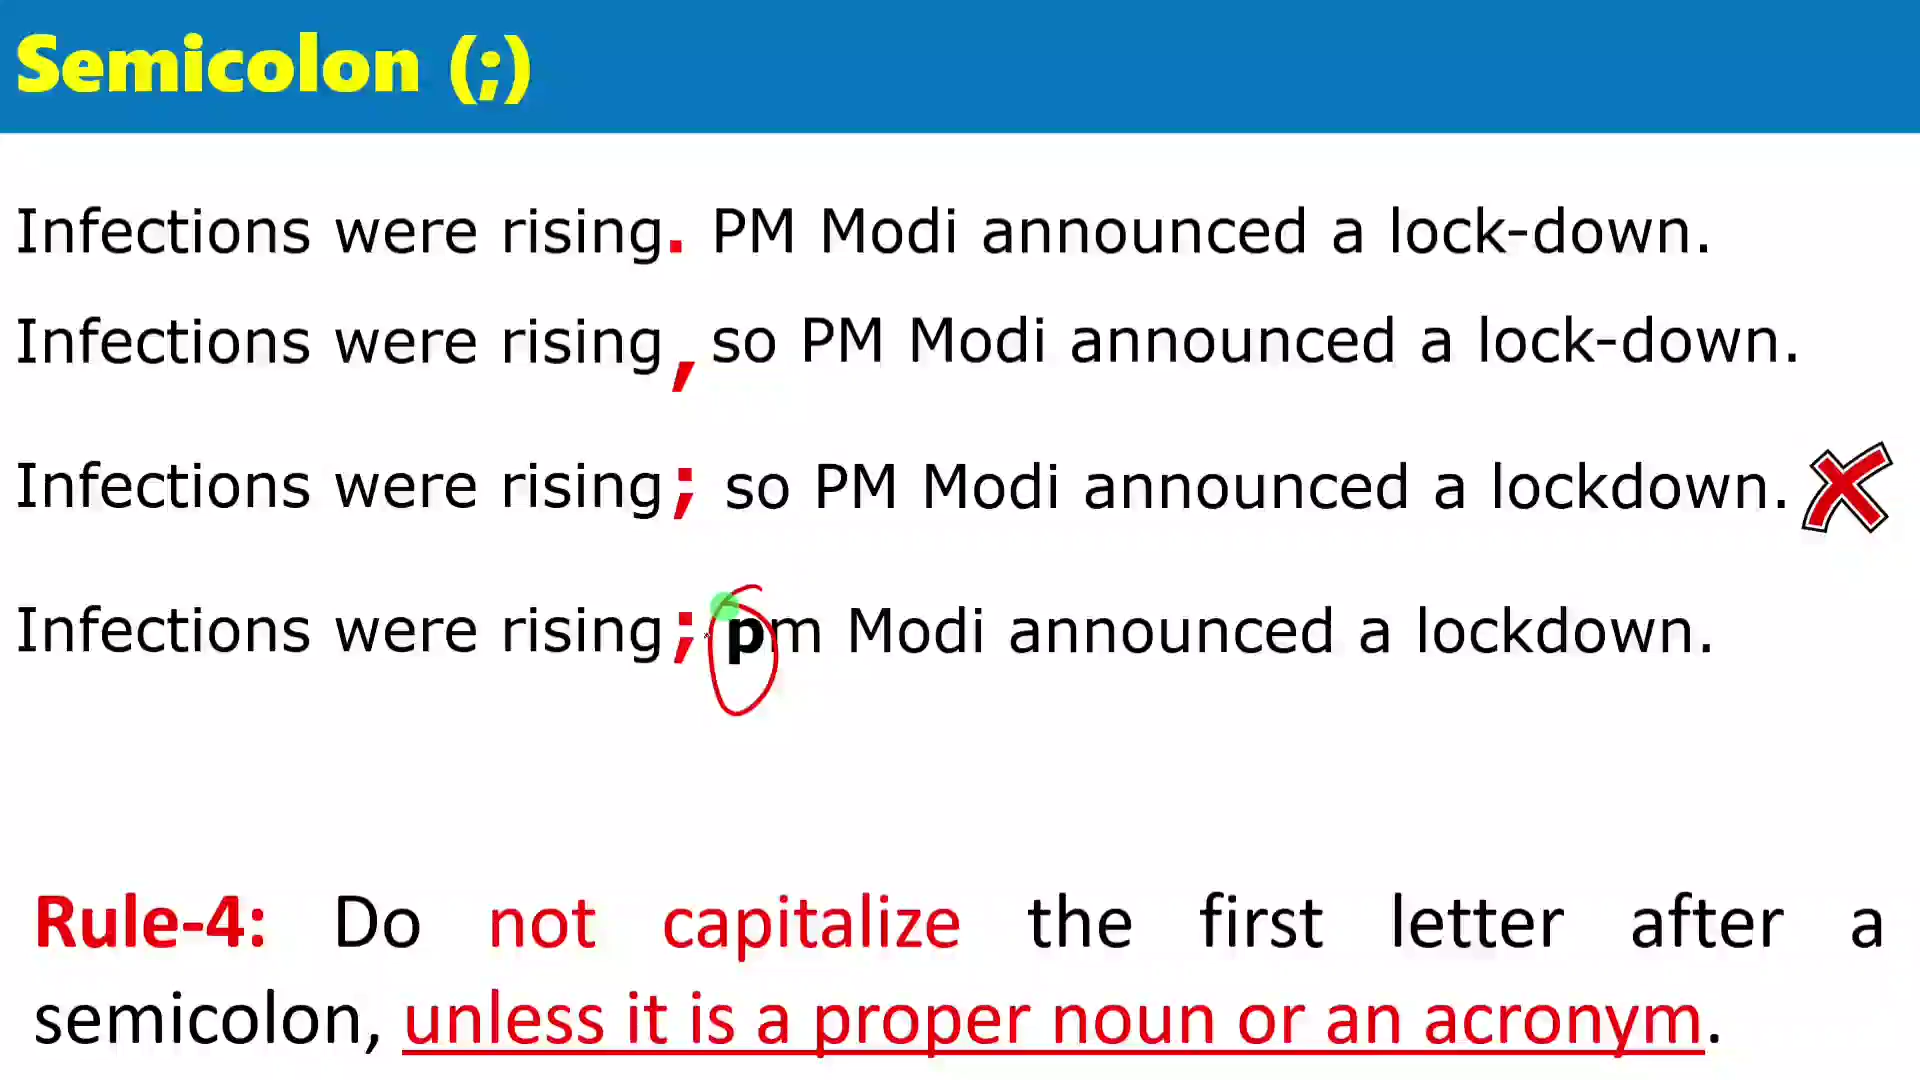 Semicolon (;)
Infections were rising. PM Modi announced a lock-down.
Infections were rising, so PM Modi announced a lock-down.
Infections were rising; so PM Modi announced a lockdown.
Infections were rising; pm Modi announced a lockdown.
Rule-4: Do not capitalize the first letter after a
semicolon, unless it is a proper noun or an acronym.